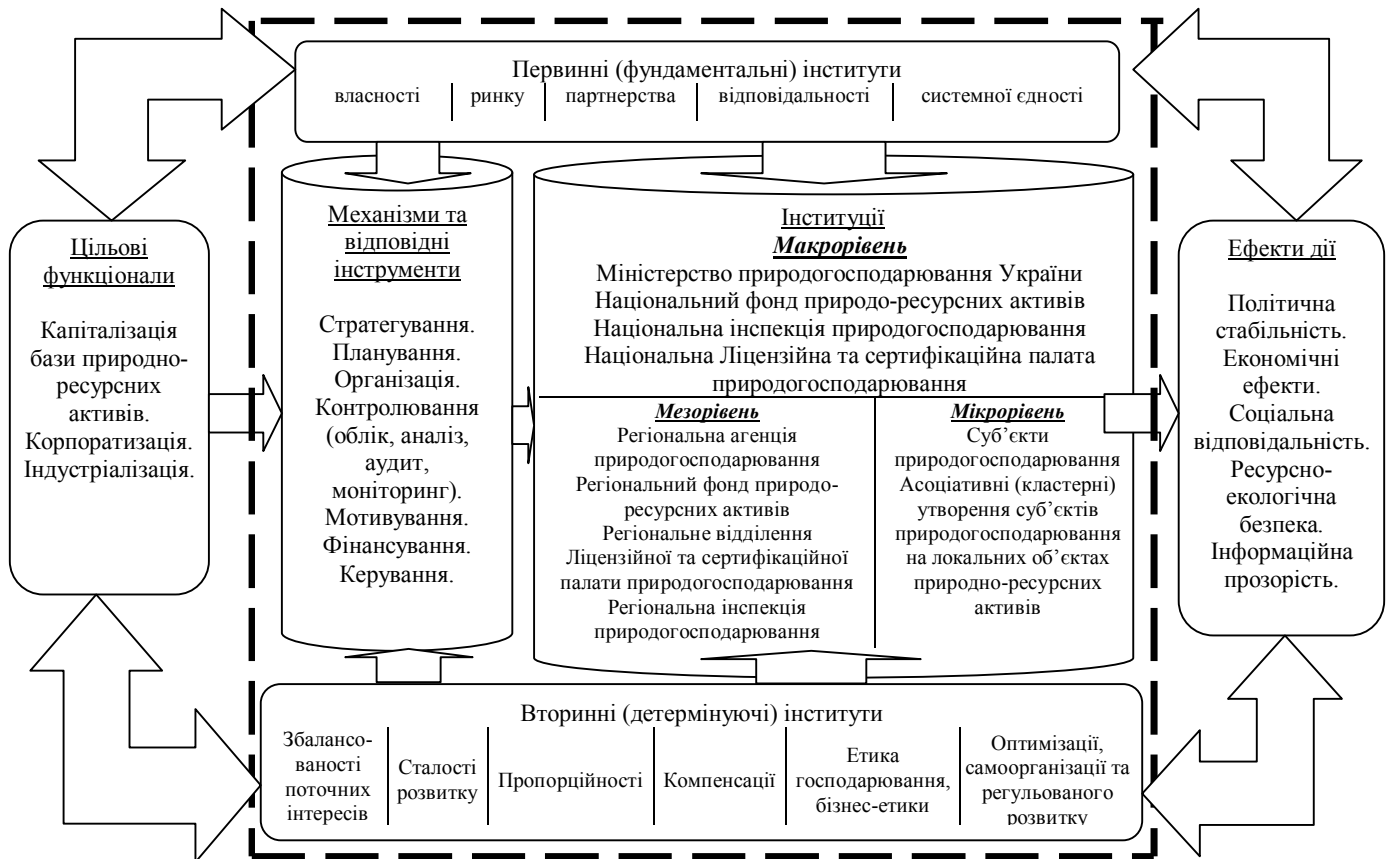 Первинні (фундаментальні) інститути
власності ринку партнерства відповідальності системної єдності
Цільові
функціонали
Капіталізація
бази природно-
ресурсних
активів.
Корпоратизація.
Індустріалізація.
Механізми та
відповідні
інструменти
Стратегування.
Планування.
Організація.
Контролювання
(облік, аналіз,
аудит,
моніторинг).
Мотивування.
Фінансування.
Керування.
Інституції
Макрорівень
Міністерство природогосподарювання України
Національний фонд природо-ресурсних активів
Національна інспекція природогосподарювання
Національна Ліцензійна та сертифікаційна палата
природогосподарювання
Мезорівень
Регіональна агенція
природогосподарювання
Регіональний фонд природо-
ресурсних активів
Регіональне відділення
Ліцензійної та сертифікаційної
палати природогосподарювання
Регіональна інспекція
природогосподарювання
Мікрорівень
Суб’єкти
природогосподарювання
Асоціативні (кластерні)
утворення суб’єктів
природогосподарювання
на локальних об’єктах
природно-ресурсних
активів
Ефекти дії
Політична
стабільність.
Економічні
ефекти.
Соціальна
відповідальність.
Ресурсно-
екологічна
безпека.
Інформаційна
прозорість.
Вторинні (детермінуючі) інститути
Збалансо-
ваності
поточних
інтересів
Сталості
розвитку
Пропорційності
Компенсації
Етика
господарювання,
бізнес-етики
Оптимізації,
самоорганізації та
регульованого
розвитку